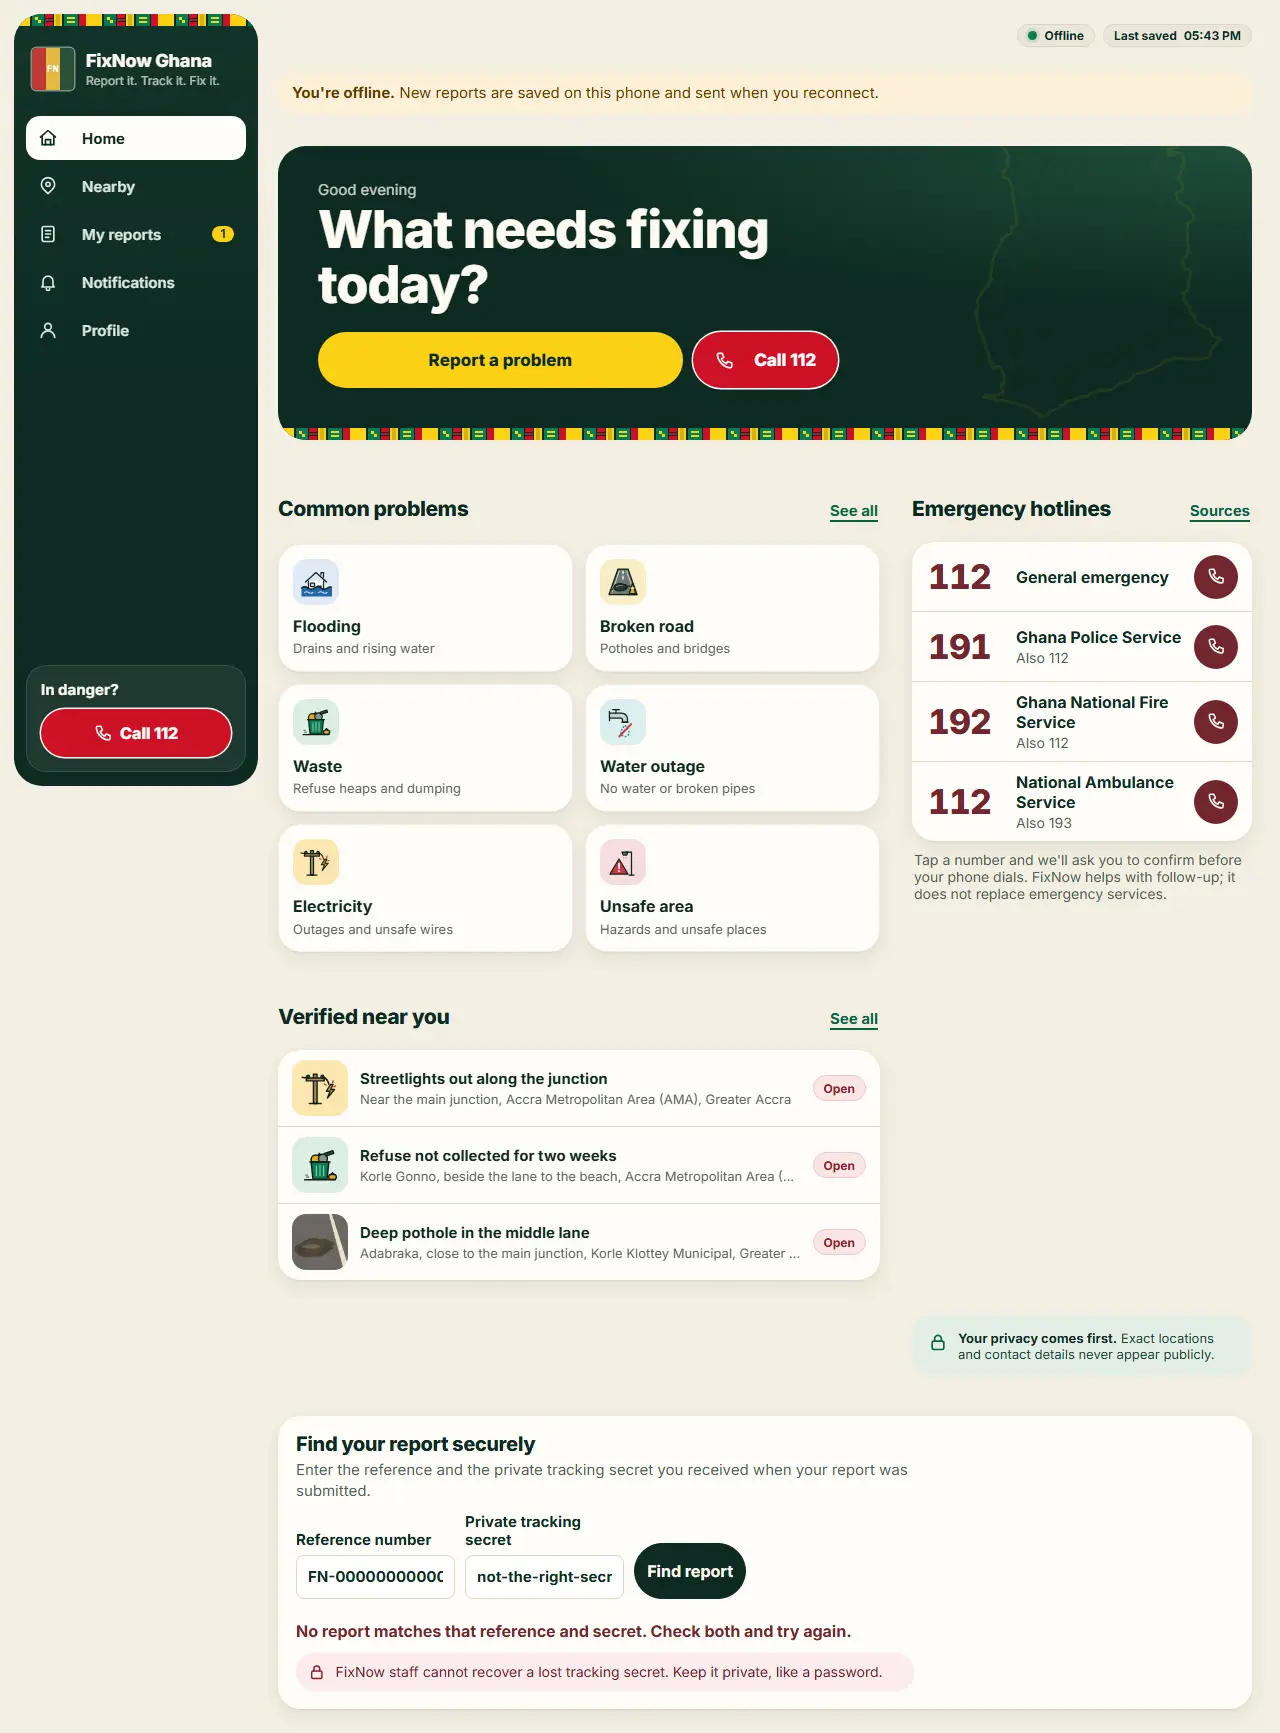 FN
FixNow Ghana
Report it. Track it. Fix it.
Home
Nearby
My reports
1
Notifications
Profile
In danger?
Call 112
Offline
Last saved 05:43 PM
You're offline. New reports are saved on this phone and sent when you reconnect.
Good evening
What needs fixing
today?
Report a problem
Call 112
Common problems
See all
Flooding
Drains and rising water
Broken road
Potholes and bridges
Waste
Refuse heaps and dumping
Water outage
No water or broken pipes
Electricity
Outages and unsafe wires
Unsafe area
Hazards and unsafe places
Emergency hotlines
Sources
112
General emergency
191
Ghana Police Service
Also 112
192
Ghana National Fire
Service
Also 112
112
National Ambulance
Service
Also 193
Tap a number and we'll ask you to confirm before
your phone dials. FixNow helps with follow-up; it
does not replace emergency services.
Verified near you
See all
Streetlights out along the junction
Near the main junction, Accra Metropolitan Area (AMA), Greater Accra
Open
Refuse not collected for two weeks
Korle Gonno, beside the lane to the beach, Accra Metropolitan Area (...
Open
Deep pothole in the middle lane
Adabraka, close to the main junction, Korle Klottey Municipal, Greater ...
Open
Your privacy comes first. Exact locations
and contact details never appear publicly.
Find your report securely
Enter the reference and the private tracking secret you received when your report was
submitted.
Reference number
Private tracking
secret
FN-00000000000
not-the-right-secr
Find report
No report matches that reference and secret. Check both and try again.
FixNow staff cannot recover a lost tracking secret. Keep it private, like a password.